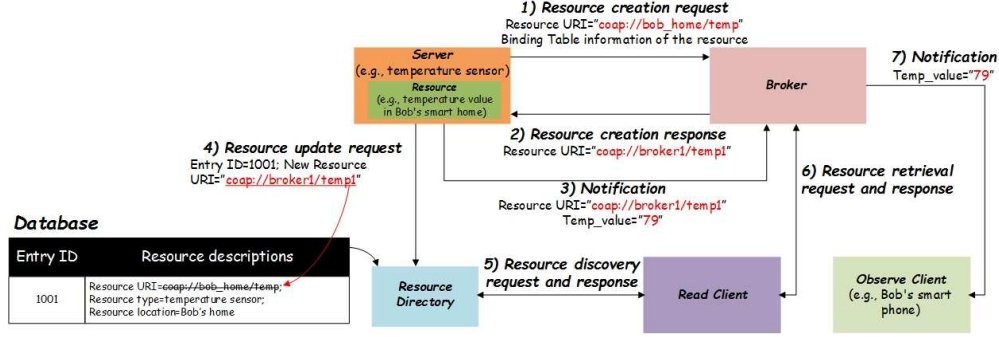 1) Resource creation request
Resource URI="coap://bob_home/temp"
Binding Table information of the resource
Server
(e.g., temperature sensor)
Resource
(e.g., temperature value
in Bob's smart home)
Broker
7) Notification
Temp_value="79"
2) Resource creation response
Resource URI="coap://broker1/temp1"
4) Resource update request
Entry ID=1001; New Resource
URI="coap://broker1/temp1"
3) Notification
Resource URI="coap://broker1/temp1"
Temp_value="79"
6) Resource retrieval
request and response
Database
Entry ID
Resource descriptions
1001
Resource URI=coap://bob_home/temp;
Resource type=temperature sensor;
Resource location=Bob's home
Resource
Directory
5) Resource discovery
request and response
Read Client
Observe Client
(e.g., Bob's smart
phone)